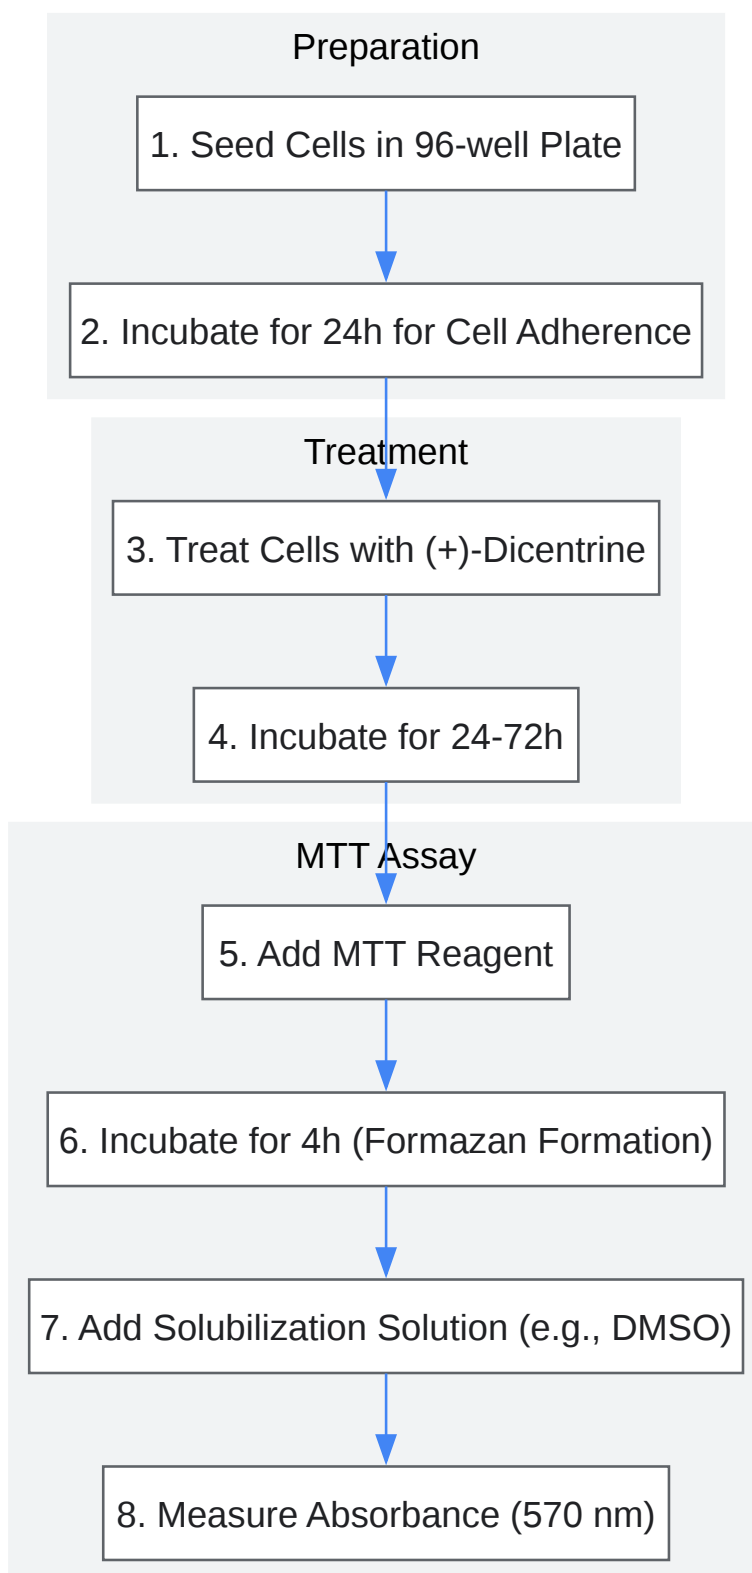 Preparation
1. Seed Cells in 96-well Plate
2. Incubate for 24h for Cell Adherence
Treatment
3. Treat Cells with (+)-Dicentrine
4. Incubate for 24-72h
MTT Assay
5. Add MTT Reagent
6. Incubate for 4h (Formazan Formation)
7. Add Solubilization Solution (e.g., DMSO)
8. Measure Absorbance (570 nm)